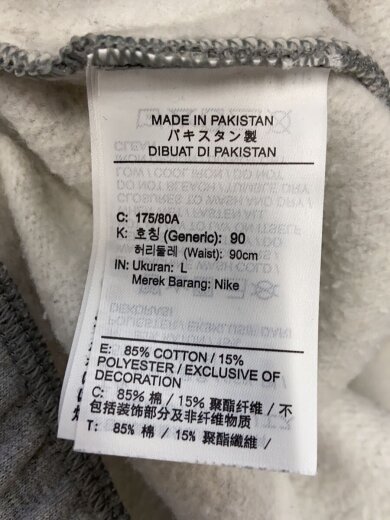 MADE IN PAKISTAN
パキスタン製
DIBUAT DI PAKISTAN
C: 175/80A
K: 호칭 (Generic): 90
허리둘레 (Waist): 90cm
IN: Ukuran: L
Merek Barang: Nike
E: 85% COTTON / 15%
POLYESTER / EXCLUSIVE OF
DECORATION
C: 85% 棉 / 15% 聚酯纤维 / 不
包括装饰部分及非纤维物质
T: 85% 棉 / 15% 聚酯纖維 /